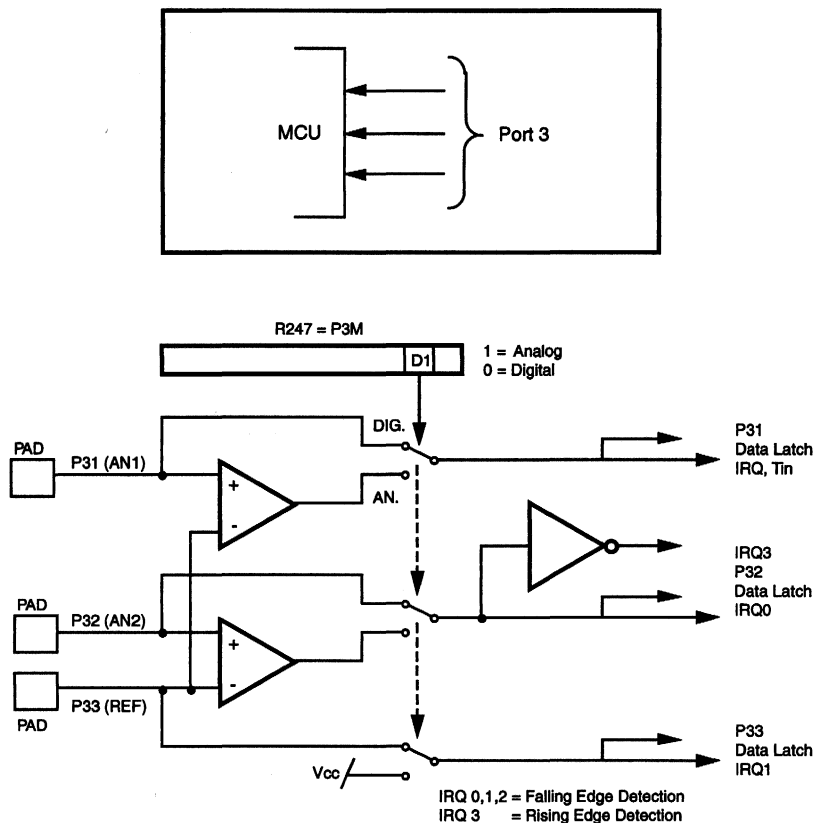 MCU
Port 3
R247 = P3M
D1
1 = Analog
0 = Digital
DIG.
AN.
PAD
P31 (AN1)
+
-
P31
Data Latch
IRQ, Tin
IRQ3
P32
Data Latch
IRQ0
PAD
P32 (AN2)
+
-
P33 (REF)
PAD
P33
Data Latch
IRQ1
Vcc
IRQ 0,1,2 = Falling Edge Detection
IRQ 3 = Rising Edge Detection